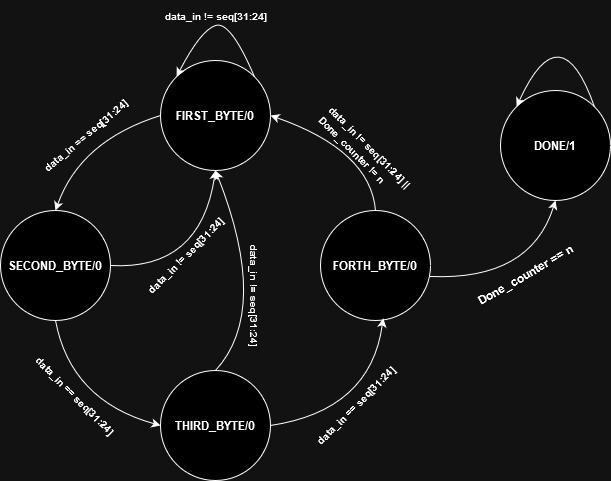 data_in != seq[31:24]
FIRST_BYTE/0
data_in == seq[31:24]
data_in != seq[31:24] ||
Done_counter != n
DONE/1
SECOND_BYTE/0
data_in != seq[31:24]
data_in != seq[31:24]
FORTH_BYTE/0
Done_counter == n
data_in == seq[31:24]
THIRD_BYTE/0
data_in == seq[31:24]